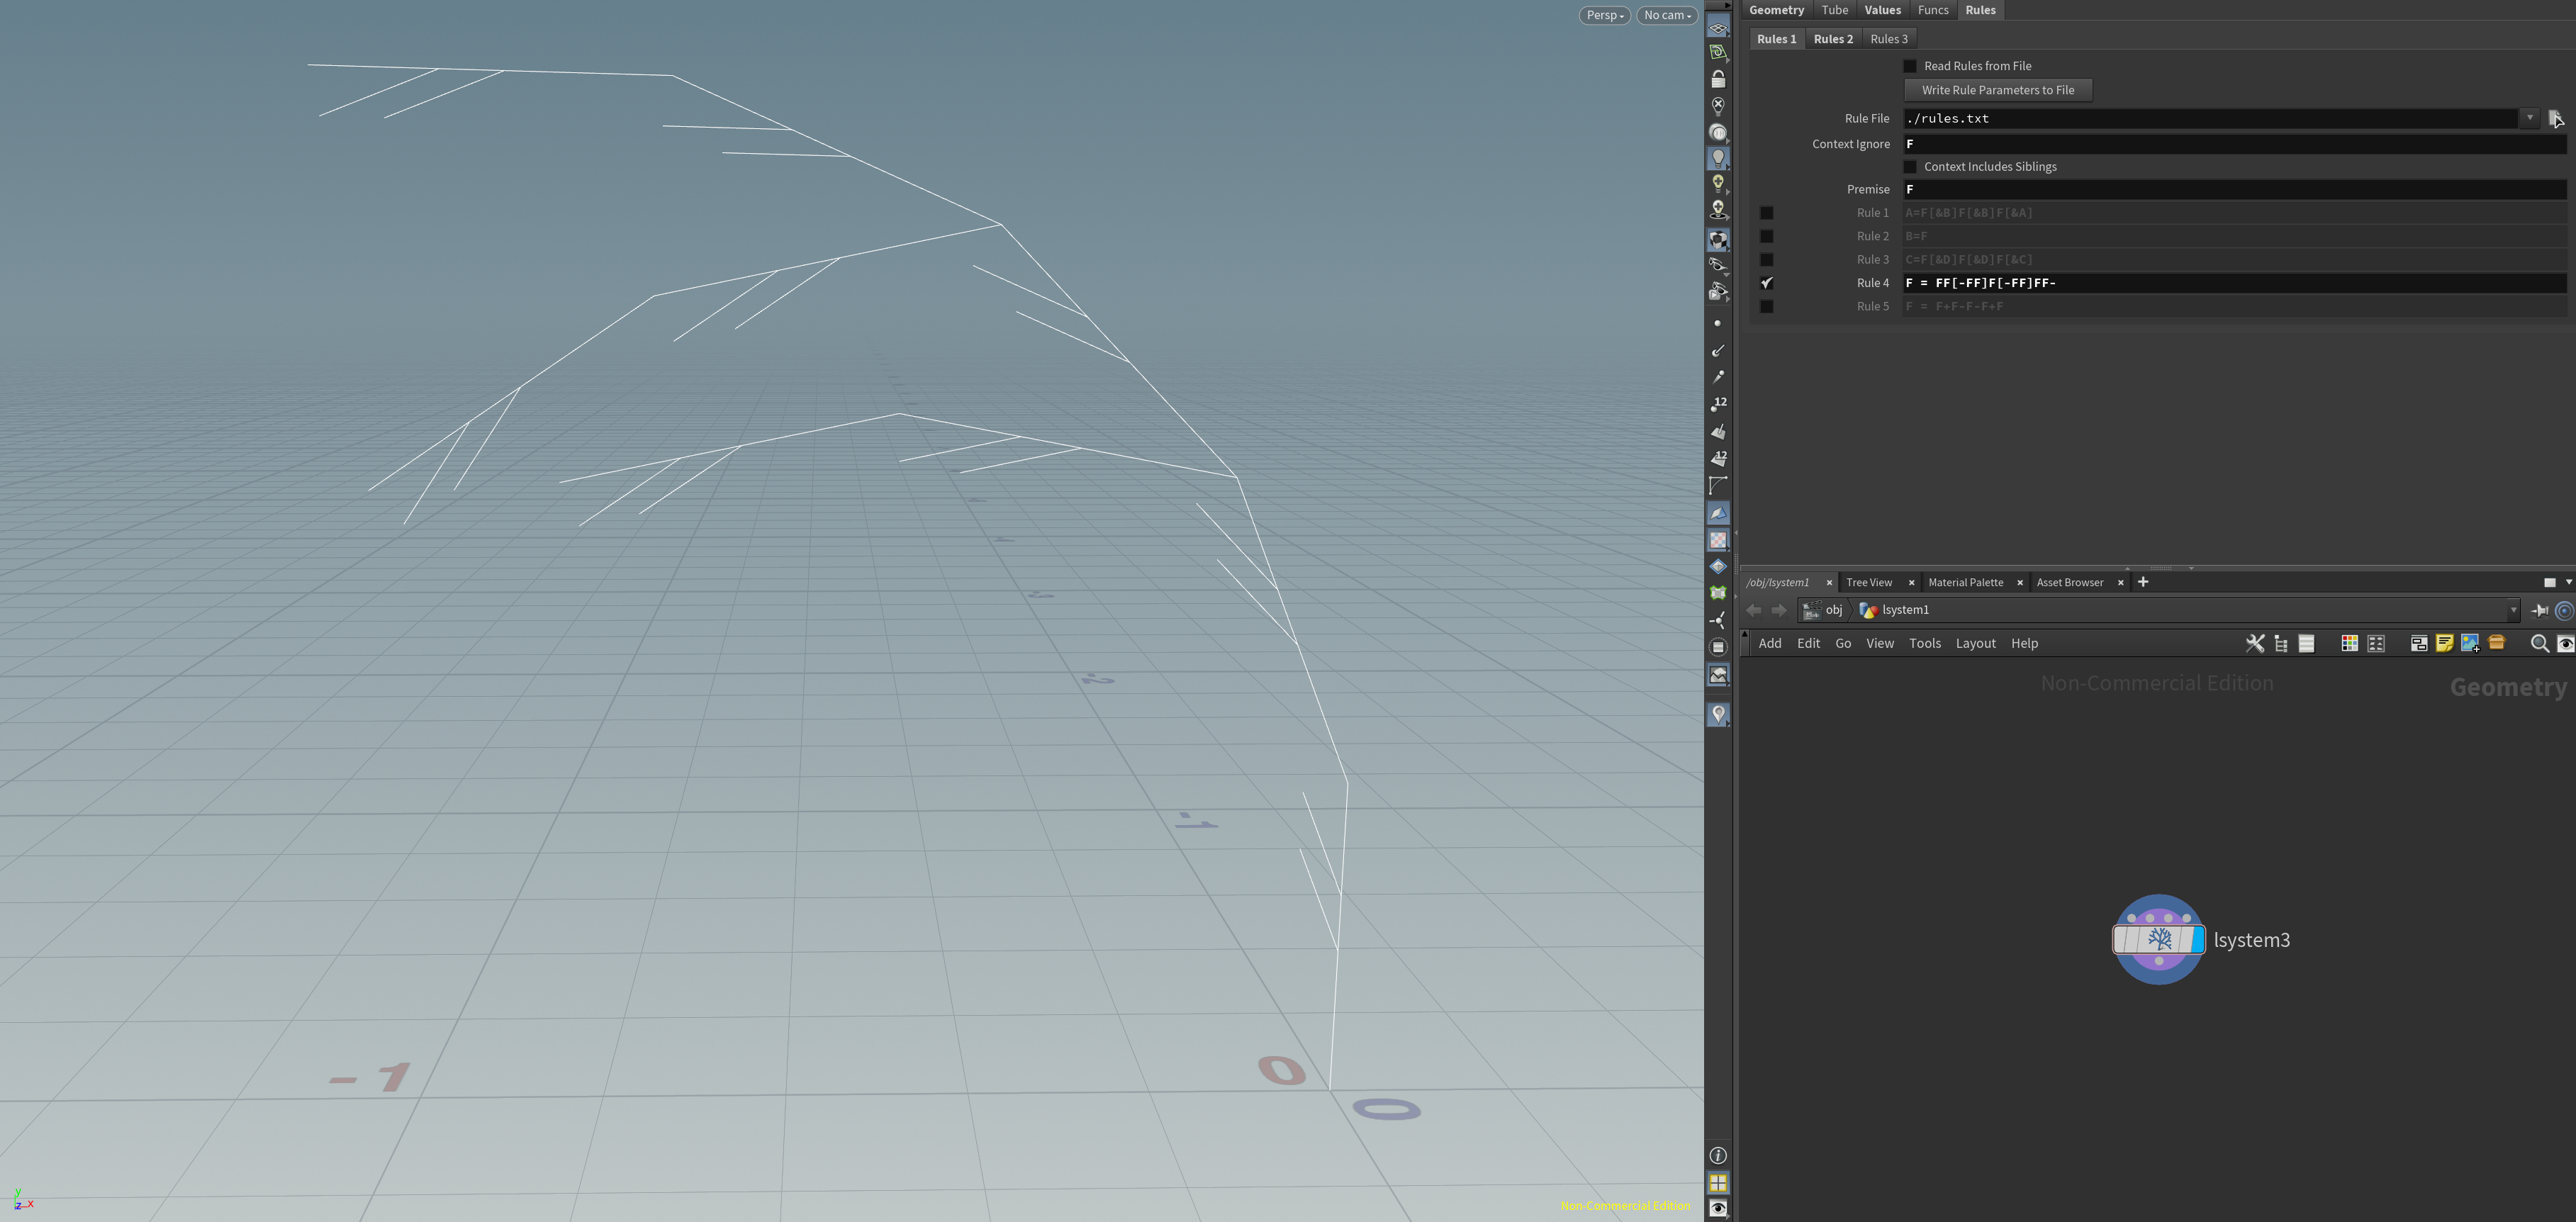 Persp
No cam
Geometry Tube Values Funcs Rules
Rules 1 Rules 2 Rules 3
Read Rules from File
Write Rule Parameters to File
Rule File ./rules.txt
Context Ignore F
Context Includes Siblings
Premise F
Rule 1 A=F[&B]F[&B]F[&A]
Rule 2 B=F
Rule 3 C=F[&D]F[&D]F[&C]
Rule 4 F = FF[-FF]F[-FF]FF-
Rule 5 F = F+F-F-F+F
12
12
/obj/lsystem1 Tree View Material Palette Asset Browser
obj lsystem1
Add Edit Go View Tools Layout Help
Non-Commercial Edition Geometry
lsystem3
-1
0
0
-1
-2
y
z x
Non-Commercial Edition